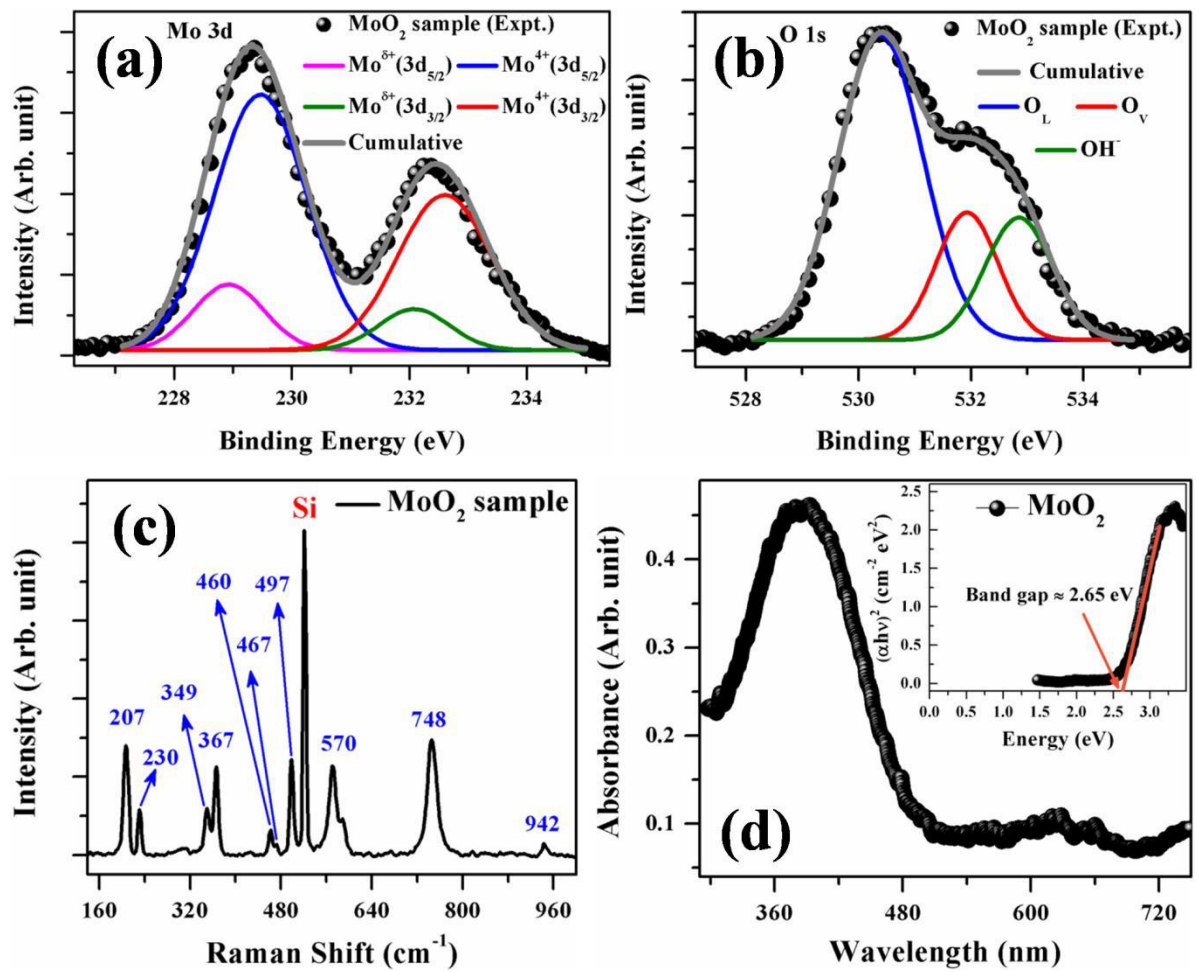 (a)
Mo 3d
MoO₂ sample (Expt.)
Mo^δ+(3d₅/₂) Mo⁴⁺(3d₅/₂)
Mo^δ+(3d₃/₂) Mo⁴⁺(3d₃/₂)
Cumulative
Intensity (Arb. unit)
228 230 232 234
Binding Energy (eV)
(b)
O 1s
MoO₂ sample (Expt.)
Cumulative
O_L O_V
OH⁻
Intensity (Arb. unit)
528 530 532 534
Binding Energy (eV)
(c)
Si
MoO₂ sample
460 497
467
349
207 367 570 748
230
942
Intensity (Arb. unit)
160 320 480 640 800 960
Raman Shift (cm⁻¹)
(d)
Absorbance (Arb. unit)
0.4
0.3
0.2
0.1
360 480 600 720
Wavelength (nm)
MoO₂
Band gap ≈ 2.65 eV
(αhν)² (cm⁻² eV²)
2.5
2.0
1.5
1.0
0.5
0.0
0.0 0.5 1.0 1.5 2.0 2.5 3.0
Energy (eV)